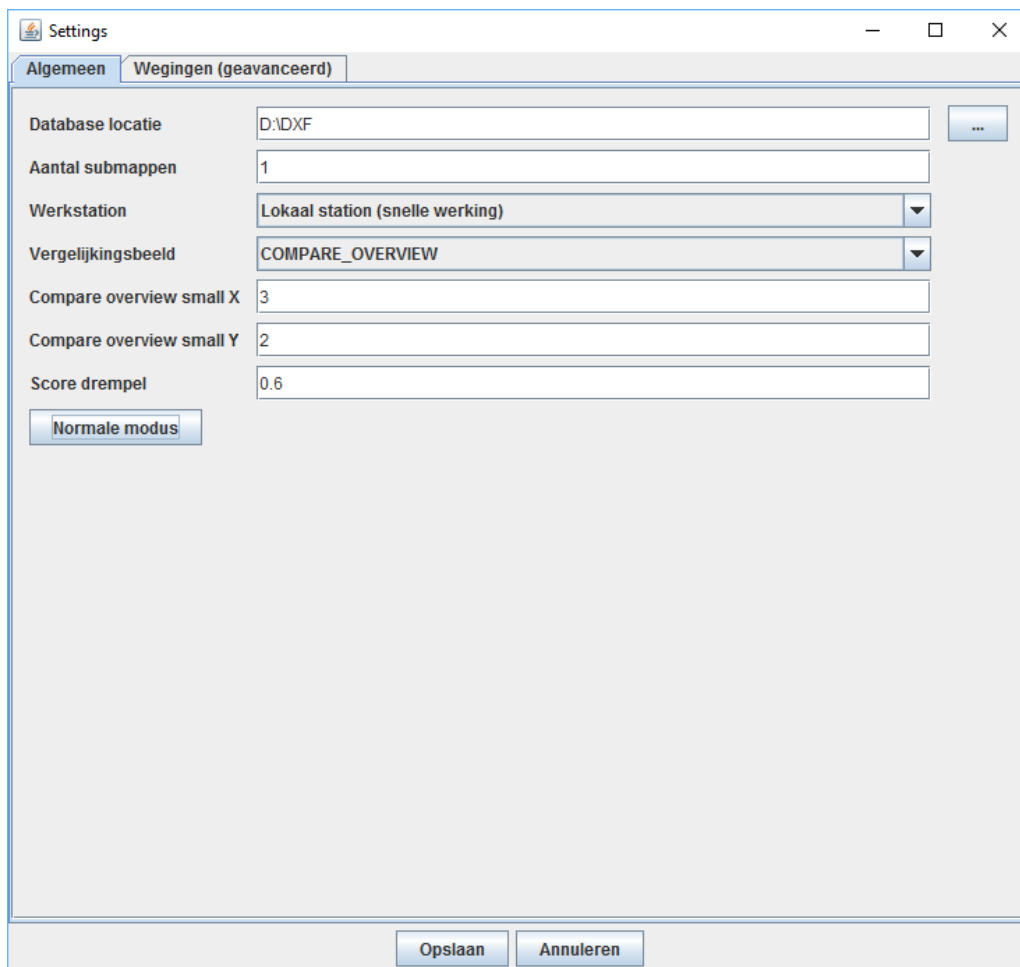 Settings
Algemeen Wegingen (geavanceerd)
Database locatie D:\DXF ...
Aantal submappen 1
Werkstation Lokaal station (snelle werking)
Vergelijkingsbeeld COMPARE_OVERVIEW
Compare overview small X 3
Compare overview small Y 2
Score drempel 0.6
Normale modus
Opslaan Annuleren